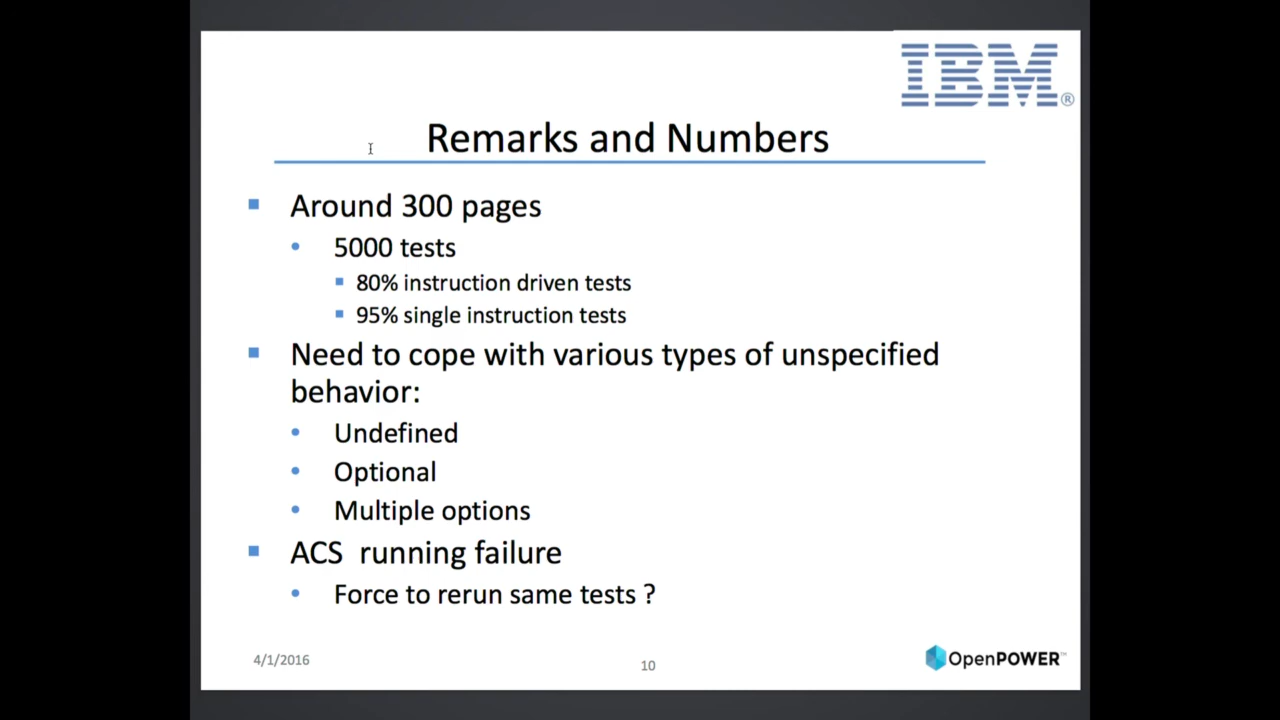 IBM®
Remarks and Numbers
Around 300 pages
5000 tests
80% instruction driven tests
95% single instruction tests
Need to cope with various types of unspecified
behavior:
Undefined
Optional
Multiple options
ACS running failure
Force to rerun same tests ?
4/1/2016
10
OpenPOWER™